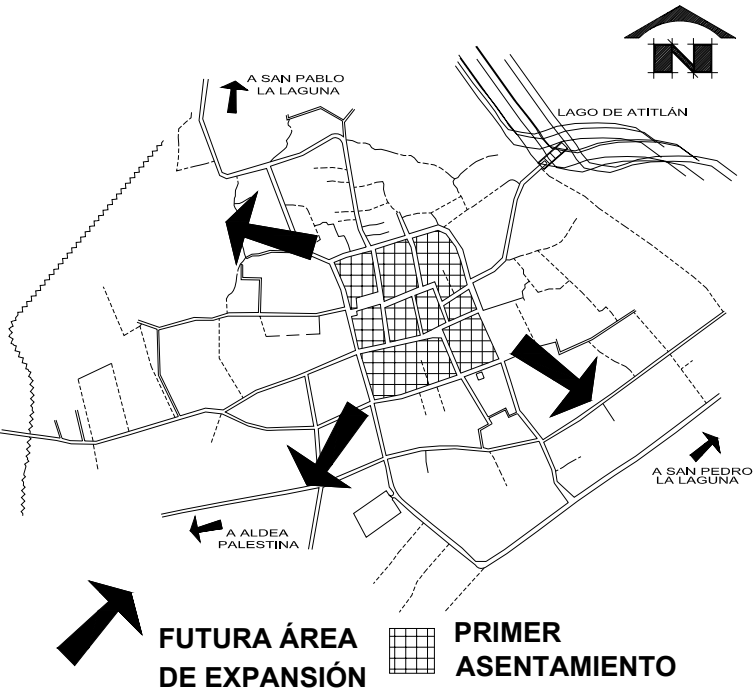 A SAN PABLO
LA LAGUNA
N
LAGO DE ATITLÁN
A SAN PEDRO
LA LAGUNA
A ALDEA
PALESTINA
FUTURA ÁREA
DE EXPANSIÓN
PRIMER
ASENTAMIENTO